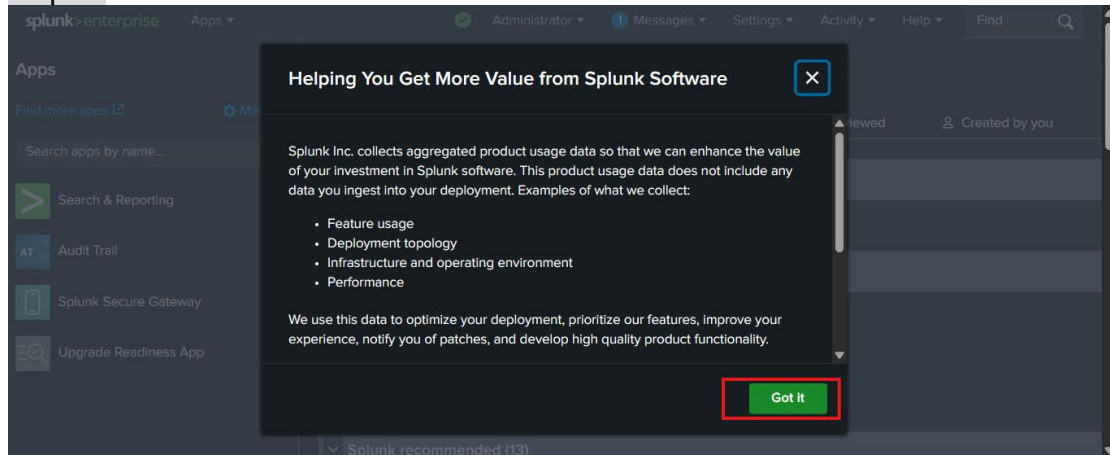 splunk>enterprise Apps Administrator 1 Messages Settings Activity Help Find
Apps
Helping You Get More Value from Splunk Software
Find more apps
Created by you
Search apps by name...
Splunk Inc. collects aggregated product usage data so that we can enhance the value
of your investment in Splunk software. This product usage data does not include any
data you ingest into your deployment. Examples of what we collect:
Search & Reporting
• Feature usage
• Deployment topology
• Infrastructure and operating environment
• Performance
AT Audit Trail
Splunk Secure Gateway
We use this data to optimize your deployment, prioritize our features, improve your
experience, notify you of patches, and develop high quality product functionality.
Upgrade Readiness App
Got it
Splunk recommended (13)